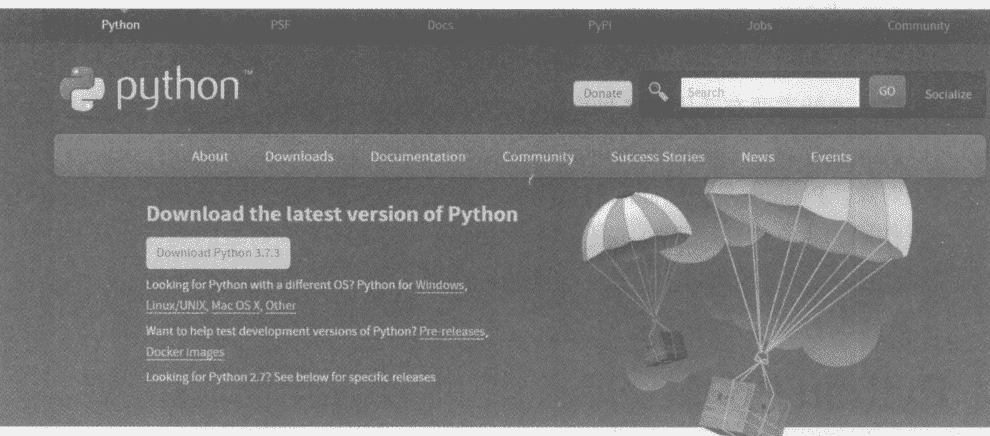 Python PSF Docs PyPI Jobs Community
python™
Donate Search GO Socialize
About Downloads Documentation Community Success Stories News Events
Download the latest version of Python
Download Python 3.7.3
Looking for Python with a different OS? Python for Windows,
Linux/UNIX, Mac OS X, Other
Want to help test development versions of Python? Pre-releases,
Docker images
Looking for Python 2.7? See below for specific releases